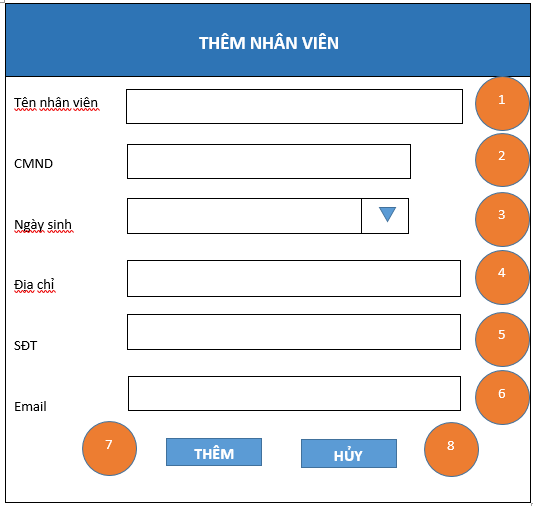 THÊM NHÂN VIÊN
Tên nhân viên
1
CMND
2
Ngày sinh
3
Địa chỉ
4
SĐT
5
Email
6
7
THÊM
HỦY
8